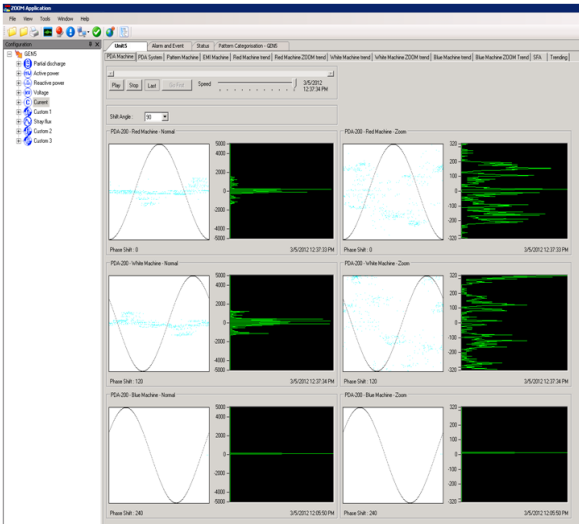 ZOOM Application
File View Tools Window Help
Configuration
GEN5
Partial discharge
Active power
Reactive power
Voltage
Current
Custom 1
Stray flux
Custom 2
Custom 3
Unit5 Alarm and Event Status Pattern Categorisation - GEN5
PDA Machine PDA System Pattern Machine EMI Machine Red Machine trend Red Machine ZOOM trend White Machine trend White Machine ZOOM trend Blue Machine trend Blue Machine ZOOM Trend SFA Trending
Play Stop Last Speed 3/5/2012
12:37:34 PM
Shift Angle : 90
PDA-200 - Red Machine - Normal PDA-200 - Red Machine - Zoom
5000 320
4000
200
2000
100
0 0
-100
-2000
-200
-4000
-5000 -320
Phase Shift : 0 3/5/2012 12:37:33 PM Phase Shift : 0 3/5/2012 12:37:33 PM
PDA-200 - White Machine - Normal PDA-200 - White Machine - Zoom
5000 320
4000
200
2000
100
0 0
-100
-2000
-200
-4000
-5000 -320
Phase Shift : 120 3/5/2012 12:37:34 PM Phase Shift : 120 3/5/2012 12:37:34 PM
PDA-200 - Blue Machine - Normal PDA-200 - Blue Machine - Zoom
5000 320
4000
200
2000
100
0 0
-100
-2000
-200
-4000
-5000 -320
Phase Shift : 240 3/5/2012 12:05:50 PM Phase Shift : 240 3/5/2012 12:05:50 PM